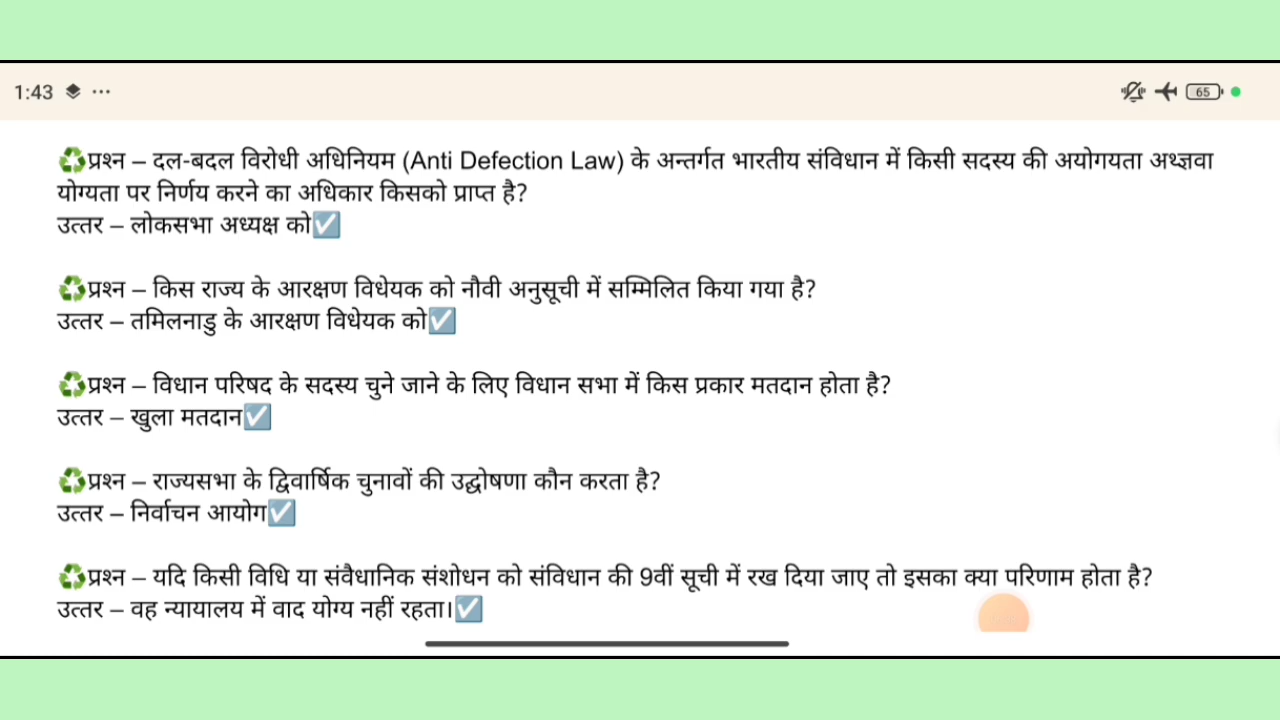 1:43 ...
65
♻️प्रश्न – दल-बदल विरोधी अधिनियम (Anti Defection Law) के अन्तर्गत भारतीय संविधान में किसी सदस्य की अयोगयता अथ्ज्ञवा
योग्यता पर निर्णय करने का अधिकार किसको प्राप्त है?
उत्तर – लोकसभा अध्यक्ष को☑️
♻️प्रश्न – किस राज्य के आरक्षण विधेयक को नौवी अनुसूची में सम्मिलित किया गया है?
उत्तर – तमिलनाडु के आरक्षण विधेयक को☑️
♻️प्रश्न – विधान परिषद के सदस्य चुने जाने के लिए विधान सभा में किस प्रकार मतदान होता है?
उत्तर – खुला मतदान☑️
♻️प्रश्न – राज्यसभा के द्विवार्षिक चुनावों की उद्घोषणा कौन करता है?
उत्तर – निर्वाचन आयोग☑️
♻️प्रश्न – यदि किसी विधि या संवैधानिक संशोधन को संविधान की 9वीं सूची में रख दिया जाए तो इसका क्या परिणाम होता है?
उत्तर – वह न्यायालय में वाद योग्य नहीं रहता।☑️